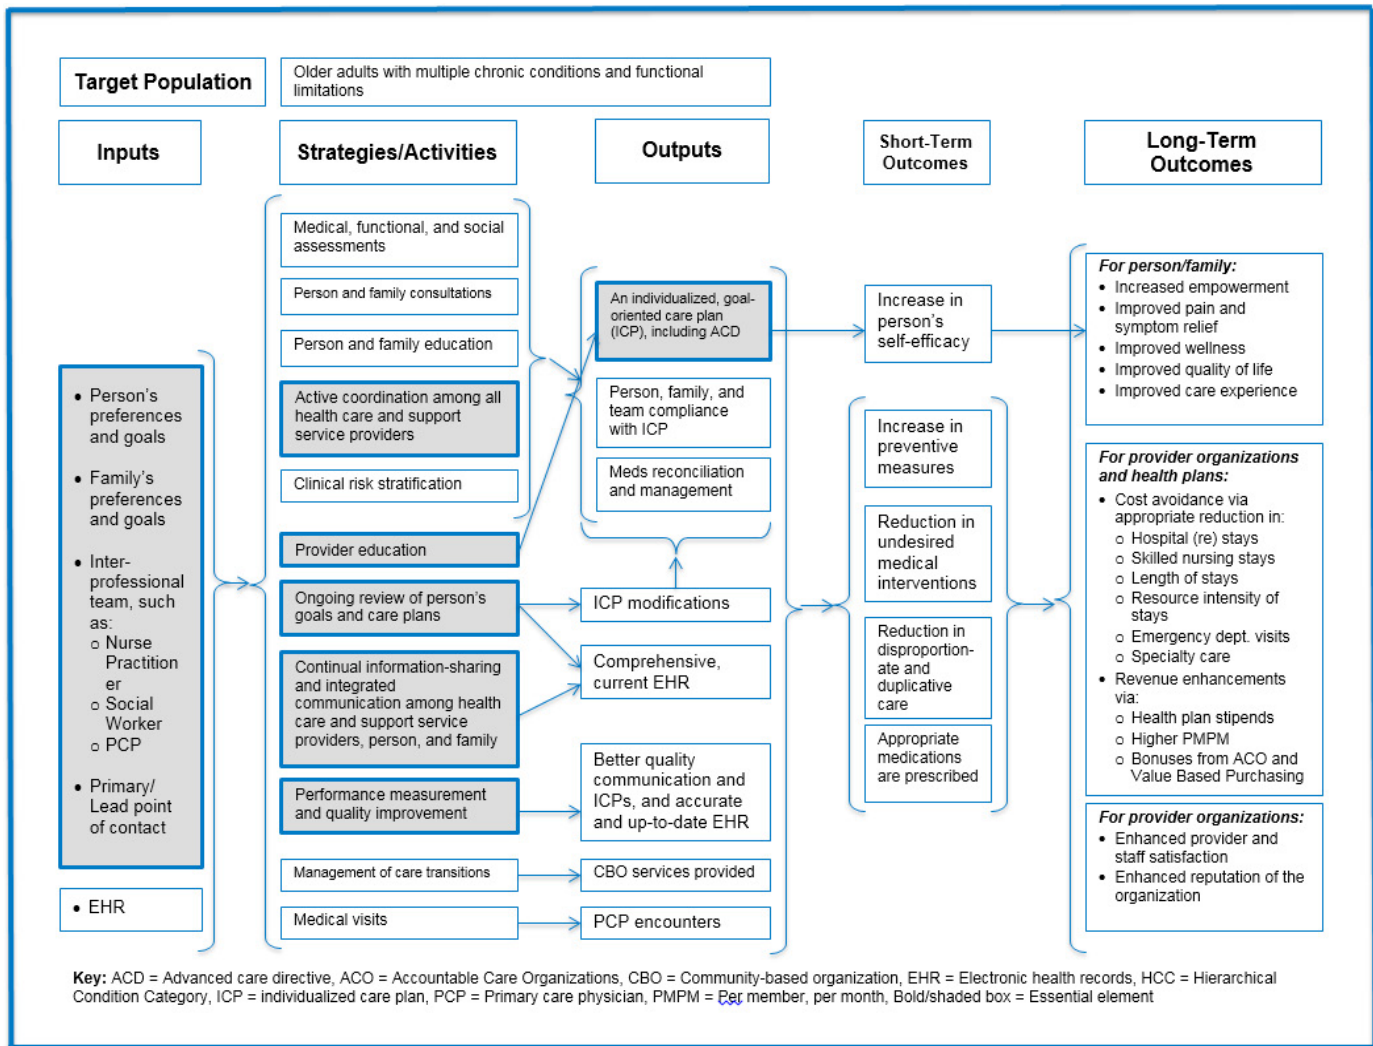 Target Population
Older adults with multiple chronic conditions and functional
limitations
Inputs
Strategies/Activities
Outputs
Short-Term
Outcomes
Long-Term
Outcomes
• Person's
preferences
and goals
• Family's
preferences
and goals
• Inter-
professional
team, such
as:
o Nurse
Practition
er
o Social
Worker
o PCP
• Primary/
Lead point
of contact
• EHR
Medical, functional, and social
assessments
Person and family consultations
Person and family education
Active coordination among all
health care and support
service providers
Clinical risk stratification
Provider education
Ongoing review of person's
goals and care plans
Continual information-sharing
and integrated
communication among health
care and support service
providers, person, and family
Performance measurement
and quality improvement
Management of care transitions
Medical visits
An individualized, goal-
oriented care plan
(ICP), including ACD
Person, family, and
team compliance
with ICP
Meds reconciliation
and management
ICP modifications
Comprehensive,
current EHR
Better quality
communication and
ICPs, and accurate
and up-to-date EHR
CBO services provided
PCP encounters
Increase in
person's
self-efficacy
Increase in
preventive
measures
Reduction in
undesired
medical
interventions
Reduction in
disproportion-
ate and
duplicative
care
Appropriate
medications
are prescribed
For person/family:
• Increased empowerment
• Improved pain and
symptom relief
• Improved wellness
• Improved quality of life
• Improved care experience
For provider organizations
and health plans:
• Cost avoidance via
appropriate reduction in:
o Hospital (re) stays
o Skilled nursing stays
o Length of stays
o Resource intensity of
stays
o Emergency dept. visits
o Specialty care
• Revenue enhancements
via:
o Health plan stipends
o Higher PMPM
o Bonuses from ACO and
Value Based Purchasing
For provider organizations:
• Enhanced provider and
staff satisfaction
• Enhanced reputation of the
organization
Key: ACD = Advanced care directive, ACO = Accountable Care Organizations, CBO = Community-based organization, EHR = Electronic health records, HCC = Hierarchical
Condition Category, ICP = individualized care plan, PCP = Primary care physician, PMPM = Per member, per month, Bold/shaded box = Essential element